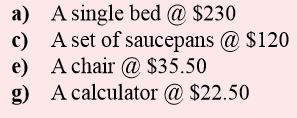 a) A single bed @ $230
c) A set of saucepans @ $120
e) A chair @ $35.50
g) A calculator @ $22.50